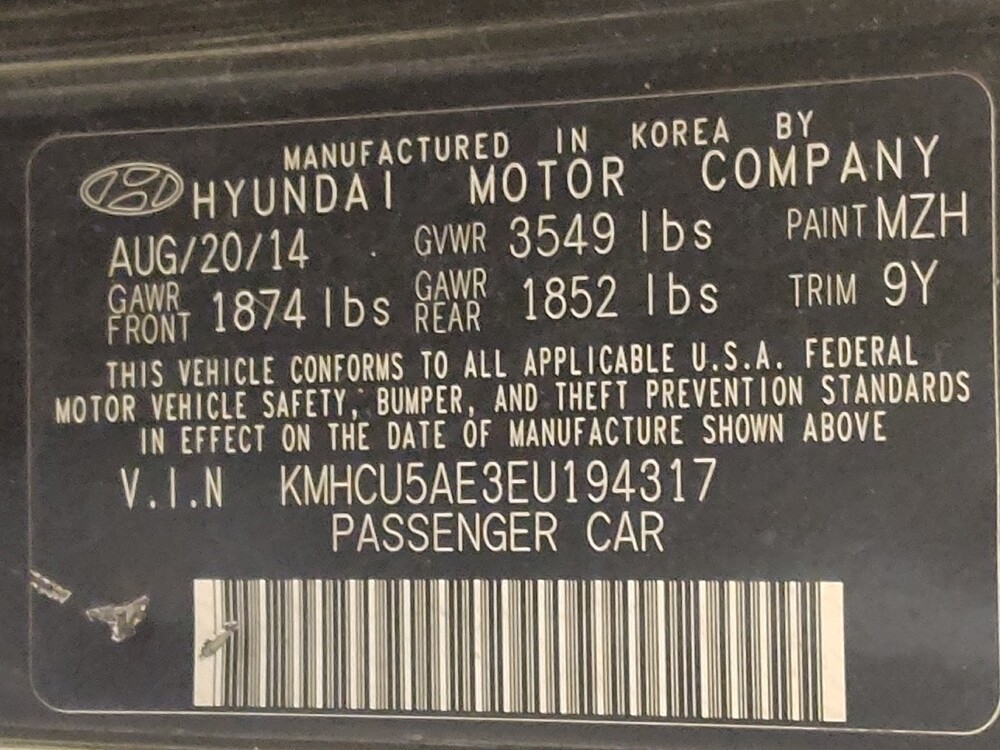 MANUFACTURED IN KOREA BY
HYUNDAI MOTOR COMPANY
AUG/20/14 GVWR 3549 lbs PAINT MZH
GAWR FRONT 1874 lbs GAWR REAR 1852 lbs TRIM 9Y
THIS VEHICLE CONFORMS TO ALL APPLICABLE U.S.A. FEDERAL
MOTOR VEHICLE SAFETY, BUMPER, AND THEFT PREVENTION STANDARDS
IN EFFECT ON THE DATE OF MANUFACTURE SHOWN ABOVE
V.I.N KMHCU5AE3EU194317
PASSENGER CAR